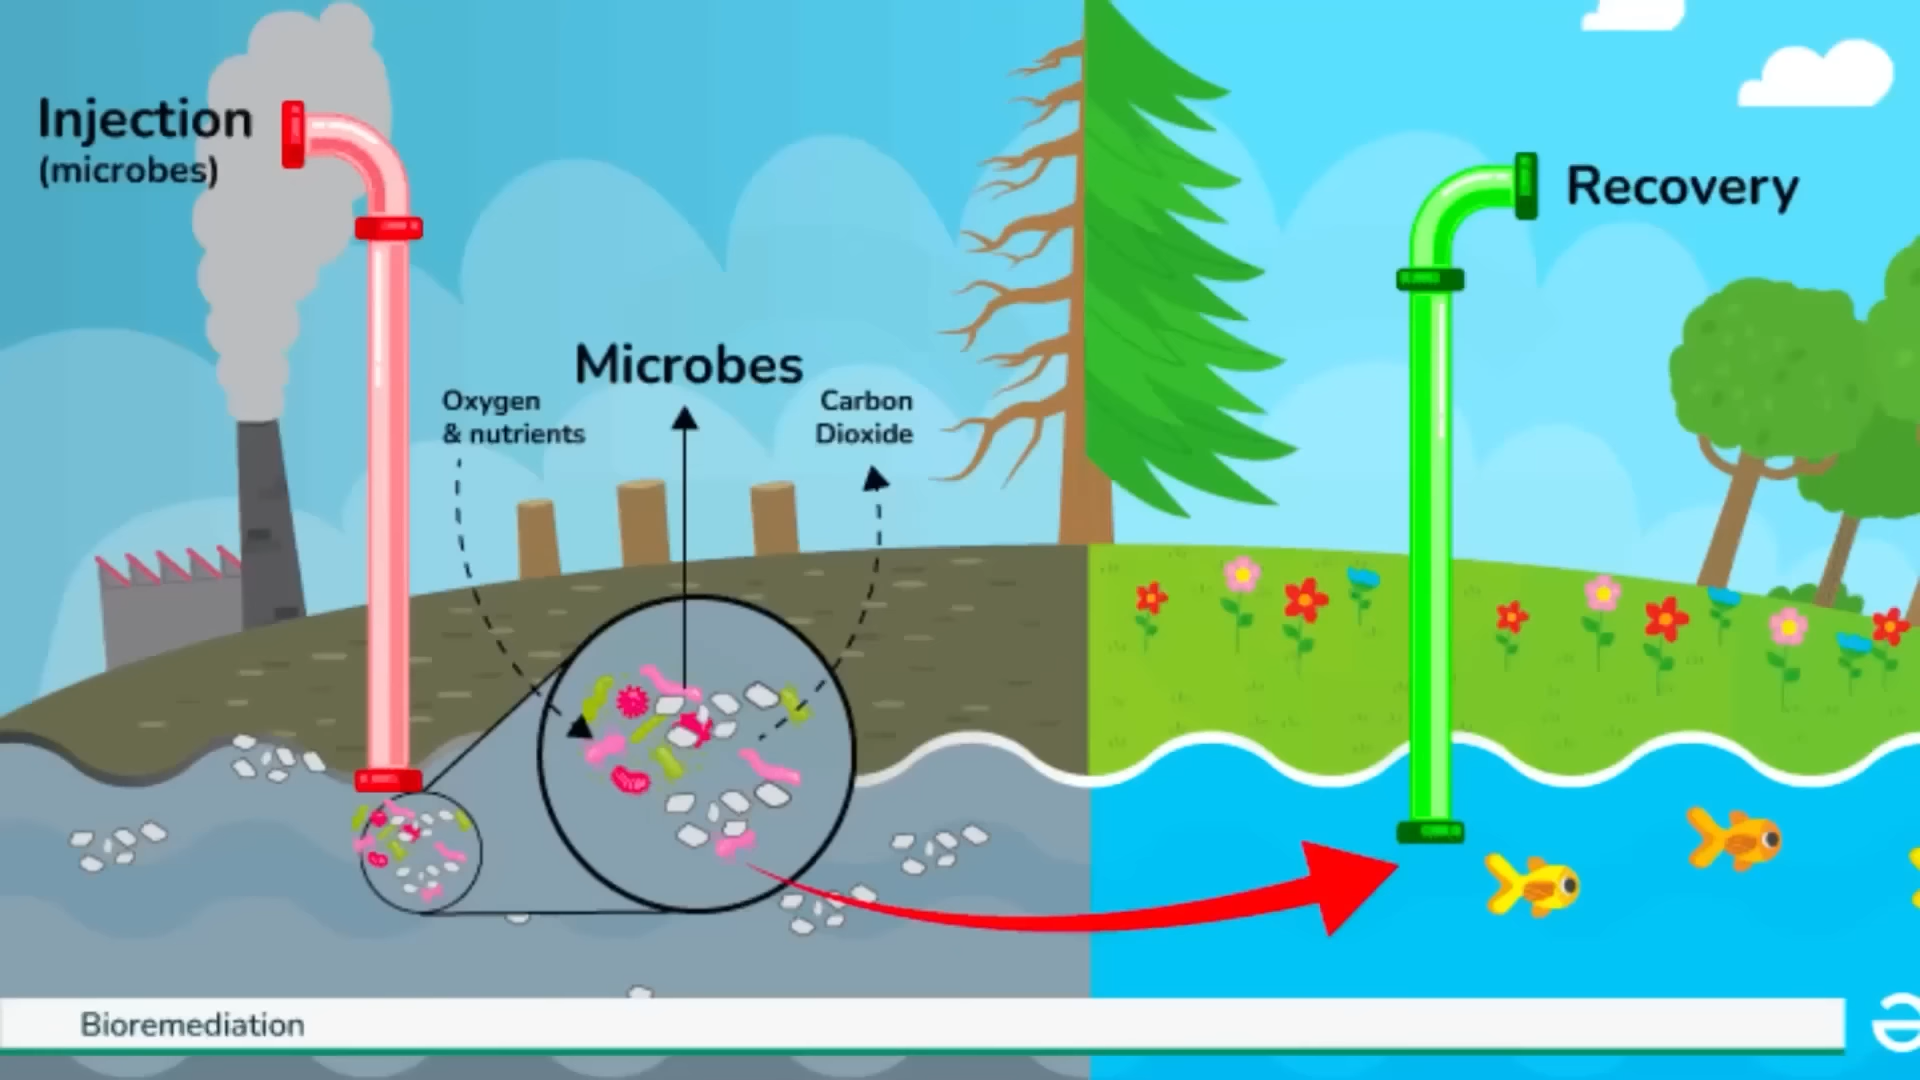 Injection
(microbes)
Recovery
Microbes
Oxygen
& nutrients
Carbon
Dioxide
Bioremediation